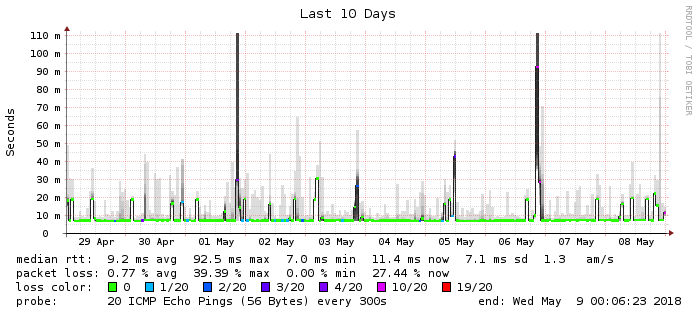 Last 10 Days
RRDTOOL / TOBI OETIKER
Seconds
110 m
100 m
90 m
80 m
70 m
60 m
50 m
40 m
30 m
20 m
10 m
0
29 Apr 30 Apr 01 May 02 May 03 May 04 May 05 May 06 May 07 May 08 May
median rtt: 9.2 ms avg 92.5 ms max 7.0 ms min 11.4 ms now 7.1 ms sd 1.3 am/s
packet loss: 0.77 % avg 39.39 % max 0.00 % min 27.44 % now
loss color: 0 1/20 2/20 3/20 4/20 10/20 19/20
probe: 20 ICMP Echo Pings (56 Bytes) every 300s end: Wed May 9 00:06:23 2018